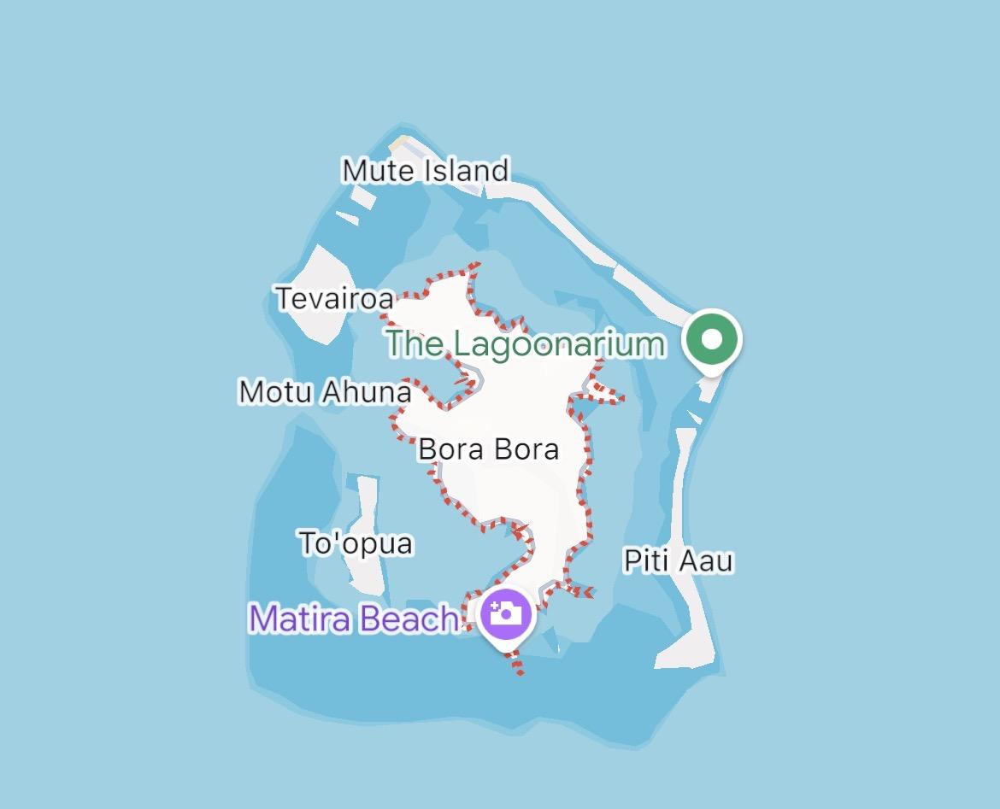 Mute Island
Tevairoa
The Lagoonarium
Motu Ahuna
Bora Bora
To'opua
Piti Aau
Matira Beach